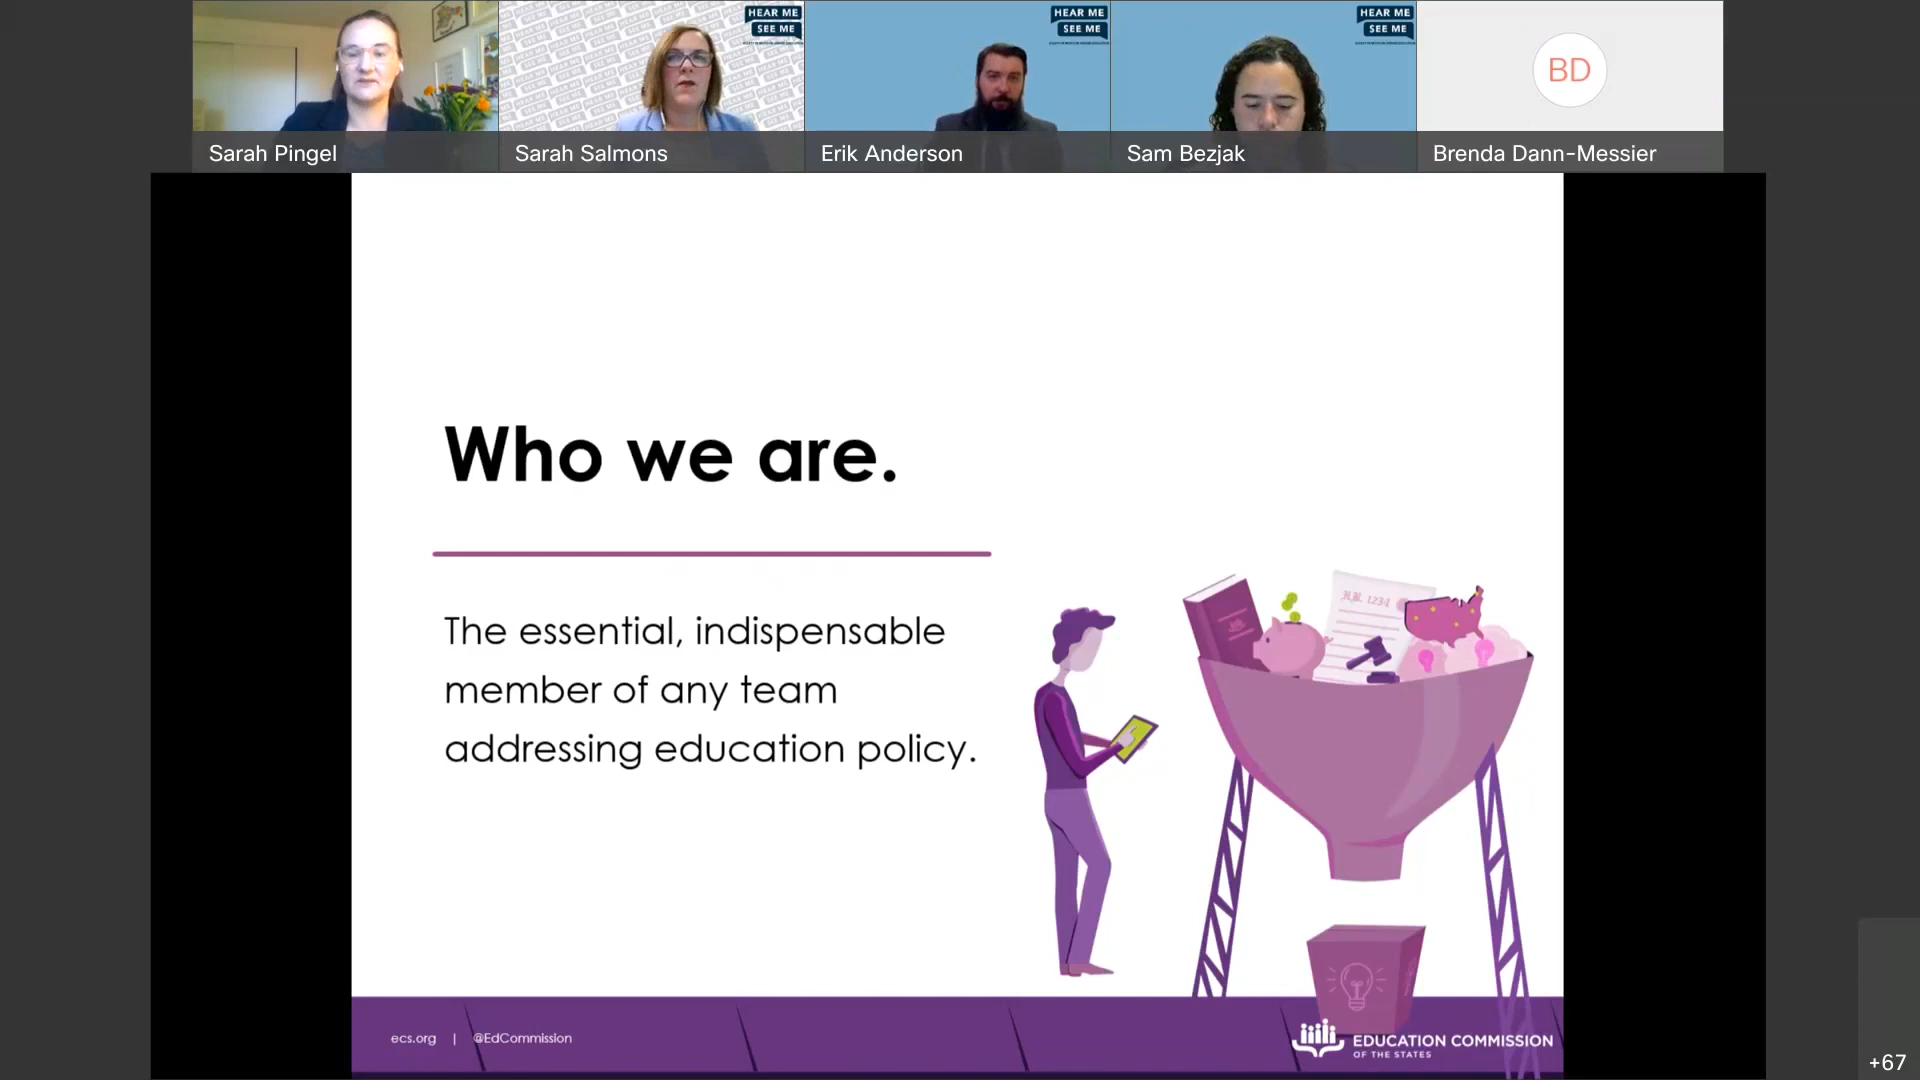 HEAR ME
SEE ME
HEAR ME
SEE ME
HEAR ME
SEE ME
BD
Sarah Pingel
Sarah Salmons
Erik Anderson
Sam Bezjak
Brenda Dann-Messier
Who we are.
The essential, indispensable
member of any team
addressing education policy.
H.B. 1234
ecs.org | @EdCommission
EDUCATION COMMISSION
OF THE STATES
+67